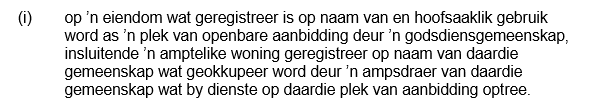 (i) op ’n eiendom wat geregistreer is op naam van en hoofsaaklik gebruik
word as ’n plek van openbare aanbidding deur ’n godsdiensgemeenskap,
insluitende ’n amptelike woning geregistreer op naam van daardie
gemeenskap wat geokkupeer word deur ’n ampsdraer van daardie
gemeenskap wat by dienste op daardie plek van aanbidding optree.